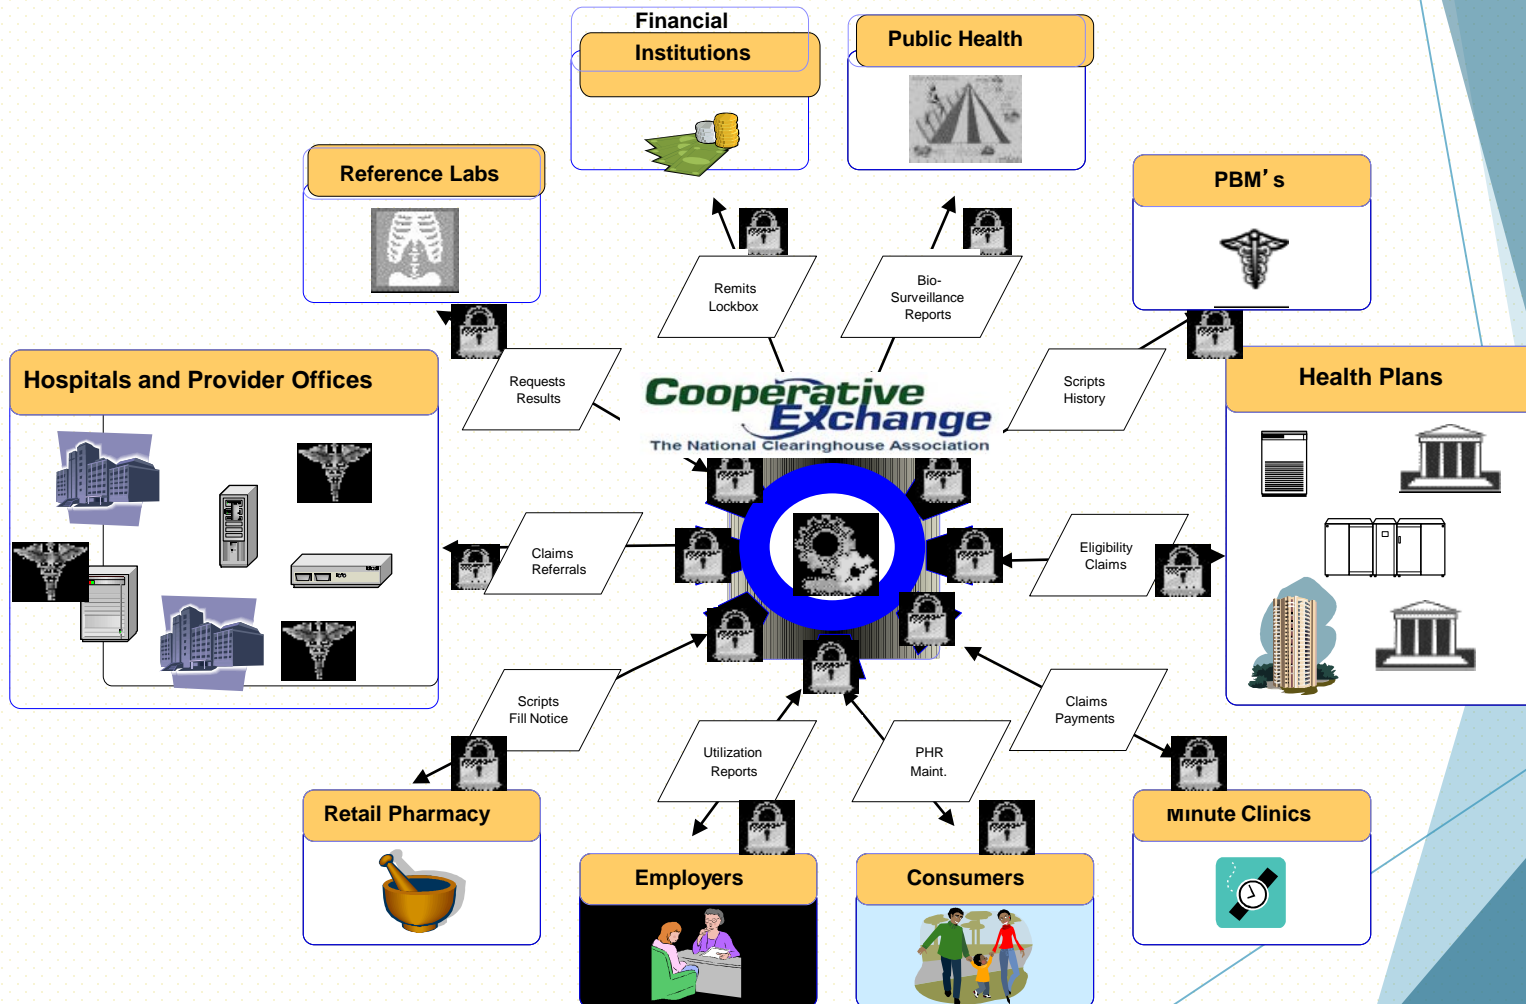 Financial
Institutions
Public Health
Reference Labs
PBM's
Remits
Lockbox
Bio-
Surveillance
Reports
Hospitals and Provider Offices
Requests
Results
Scripts
History
Health Plans
Cooperative
Exchange
The National Clearinghouse Association
Claims
Referrals
Eligibility
Claims
Scripts
Fill Notice
Utilization
Reports
PHR
Maint.
Claims
Payments
Retail Pharmacy
Minute Clinics
Employers
Consumers